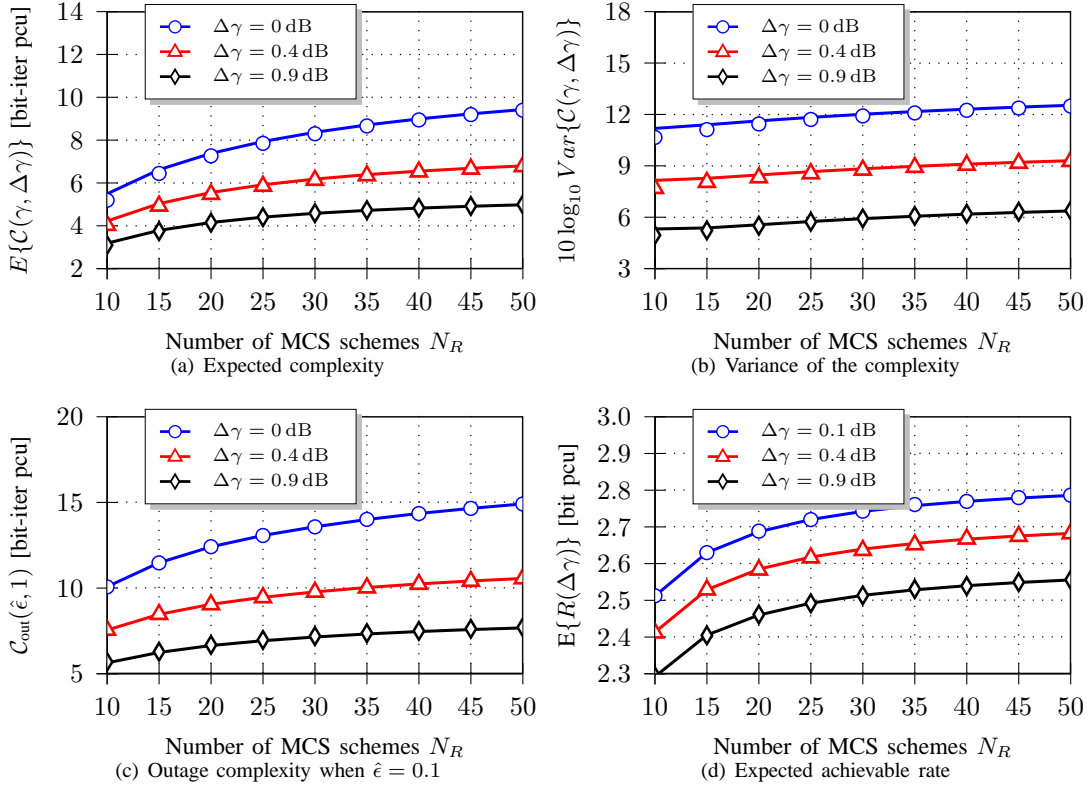 14
12
10
8
6
4
2
E{C(γ, Δγ)} [bit-iter pcu]
Δγ = 0 dB
Δγ = 0.4 dB
Δγ = 0.9 dB
10 15 20 25 30 35 40 45 50
Number of MCS schemes N_R
(a) Expected complexity
18
15
12
9
6
3
10 log₁₀ Var{C(γ, Δγ)}
Δγ = 0 dB
Δγ = 0.4 dB
Δγ = 0.9 dB
10 15 20 25 30 35 40 45 50
Number of MCS schemes N_R
(b) Variance of the complexity
20
15
10
5
C_out(ε̂, 1) [bit-iter pcu]
Δγ = 0 dB
Δγ = 0.4 dB
Δγ = 0.9 dB
10 15 20 25 30 35 40 45 50
Number of MCS schemes N_R
(c) Outage complexity when ε̂ = 0.1
3.0
2.9
2.8
2.7
2.6
2.5
2.4
2.3
E{R(Δγ)} [bit pcu]
Δγ = 0.1 dB
Δγ = 0.4 dB
Δγ = 0.9 dB
10 15 20 25 30 35 40 45 50
Number of MCS schemes N_R
(d) Expected achievable rate